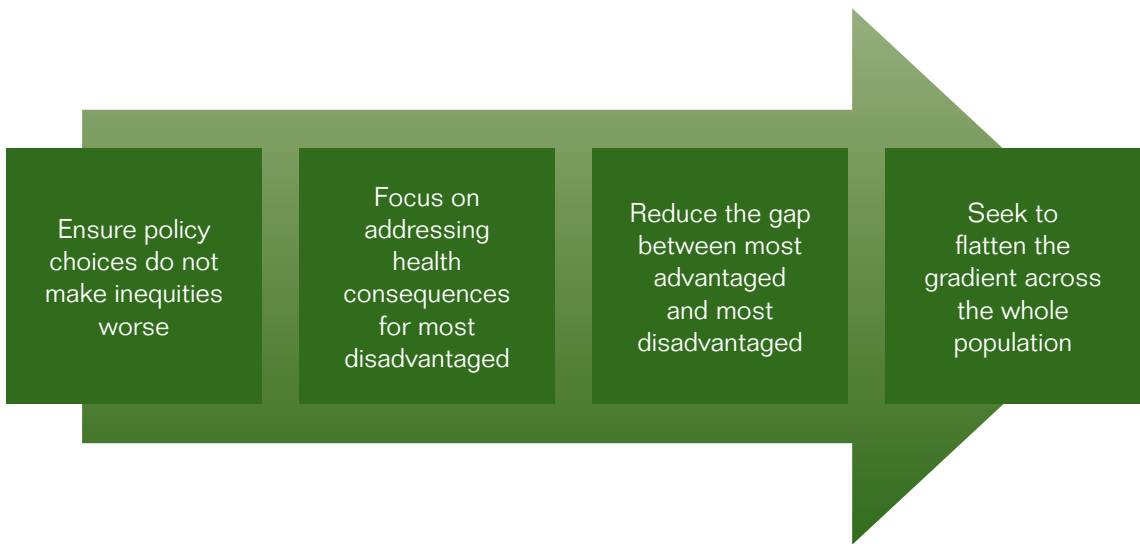 Ensure policy
choices do not
make inequities
worse
Focus on
addressing
health
consequences
for most
disadvantaged
Reduce the gap
between most
advantaged
and most
disadvantaged
Seek to
flatten the
gradient across
the whole
population